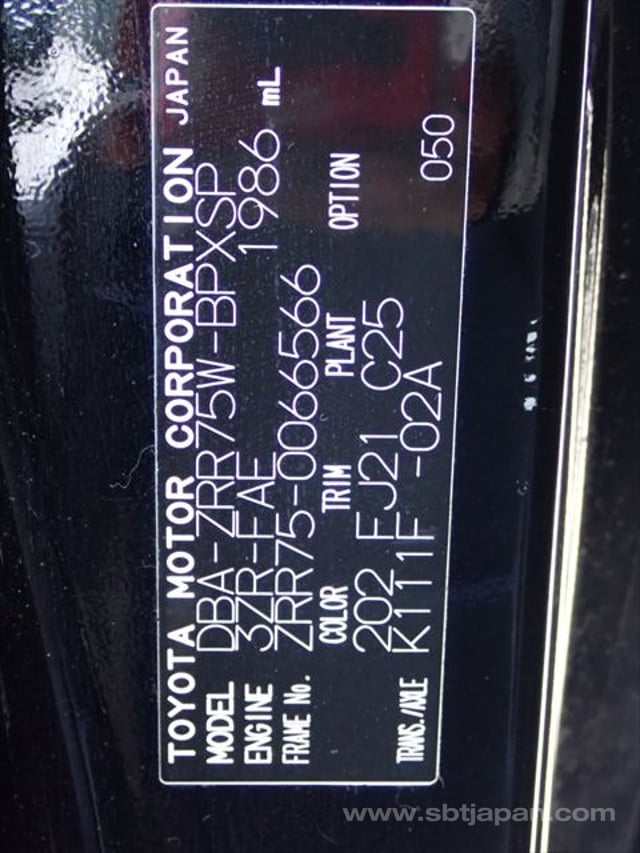 TOYOTA MOTOR CORPORATION JAPAN
MODEL DBA-ZRR75W-BPXSP
ENGINE 3ZR-FAE 1986 mL
FRAME No. ZRR75-0066566
COLOR TRIM PLANT OPTION
202 FJ21 C25
TRANS./AXLE K111F -02A 050
www.sbtjapan.com